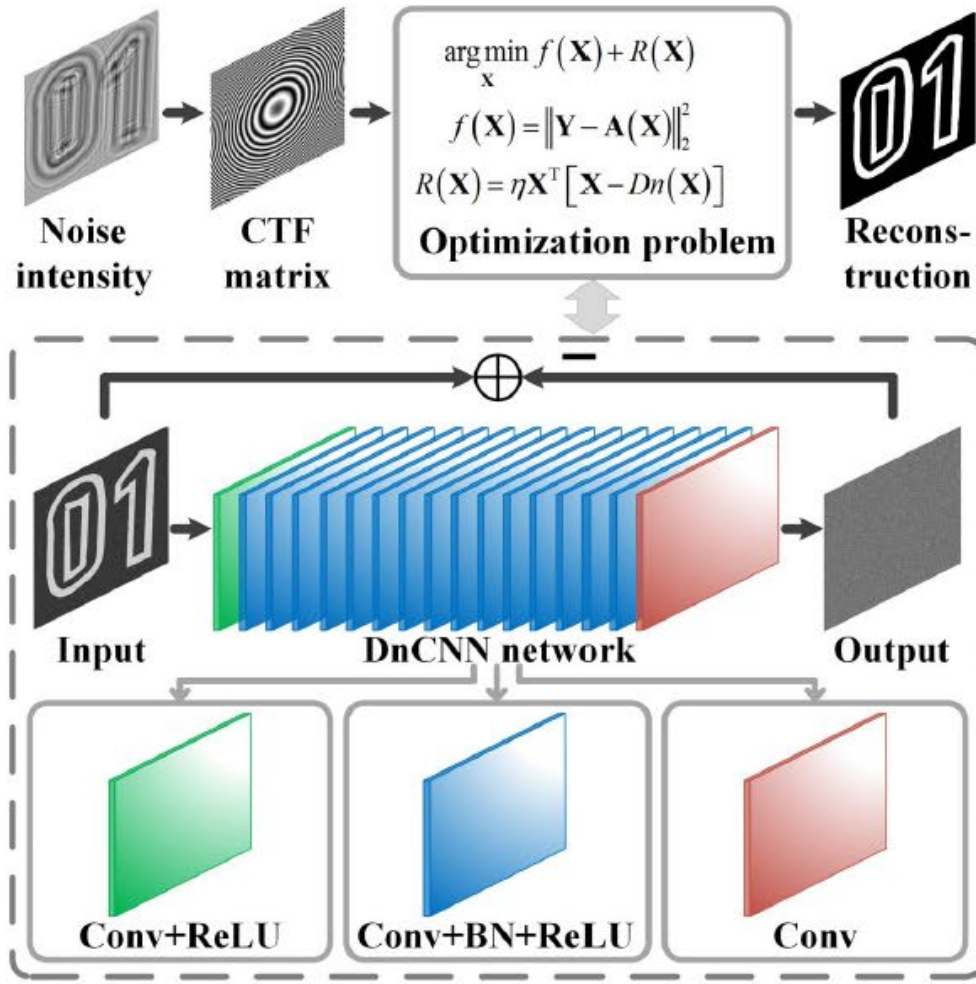 arg min f(X) + R(X)
X
f(X) = ‖Y − A(X)‖₂²
R(X) = ηXᵀ[X − Dn(X)]
Optimization problem
Noise
intensity
CTF
matrix
Recons-
truction
−
Input
DnCNN network
Output
Conv+ReLU
Conv+BN+ReLU
Conv